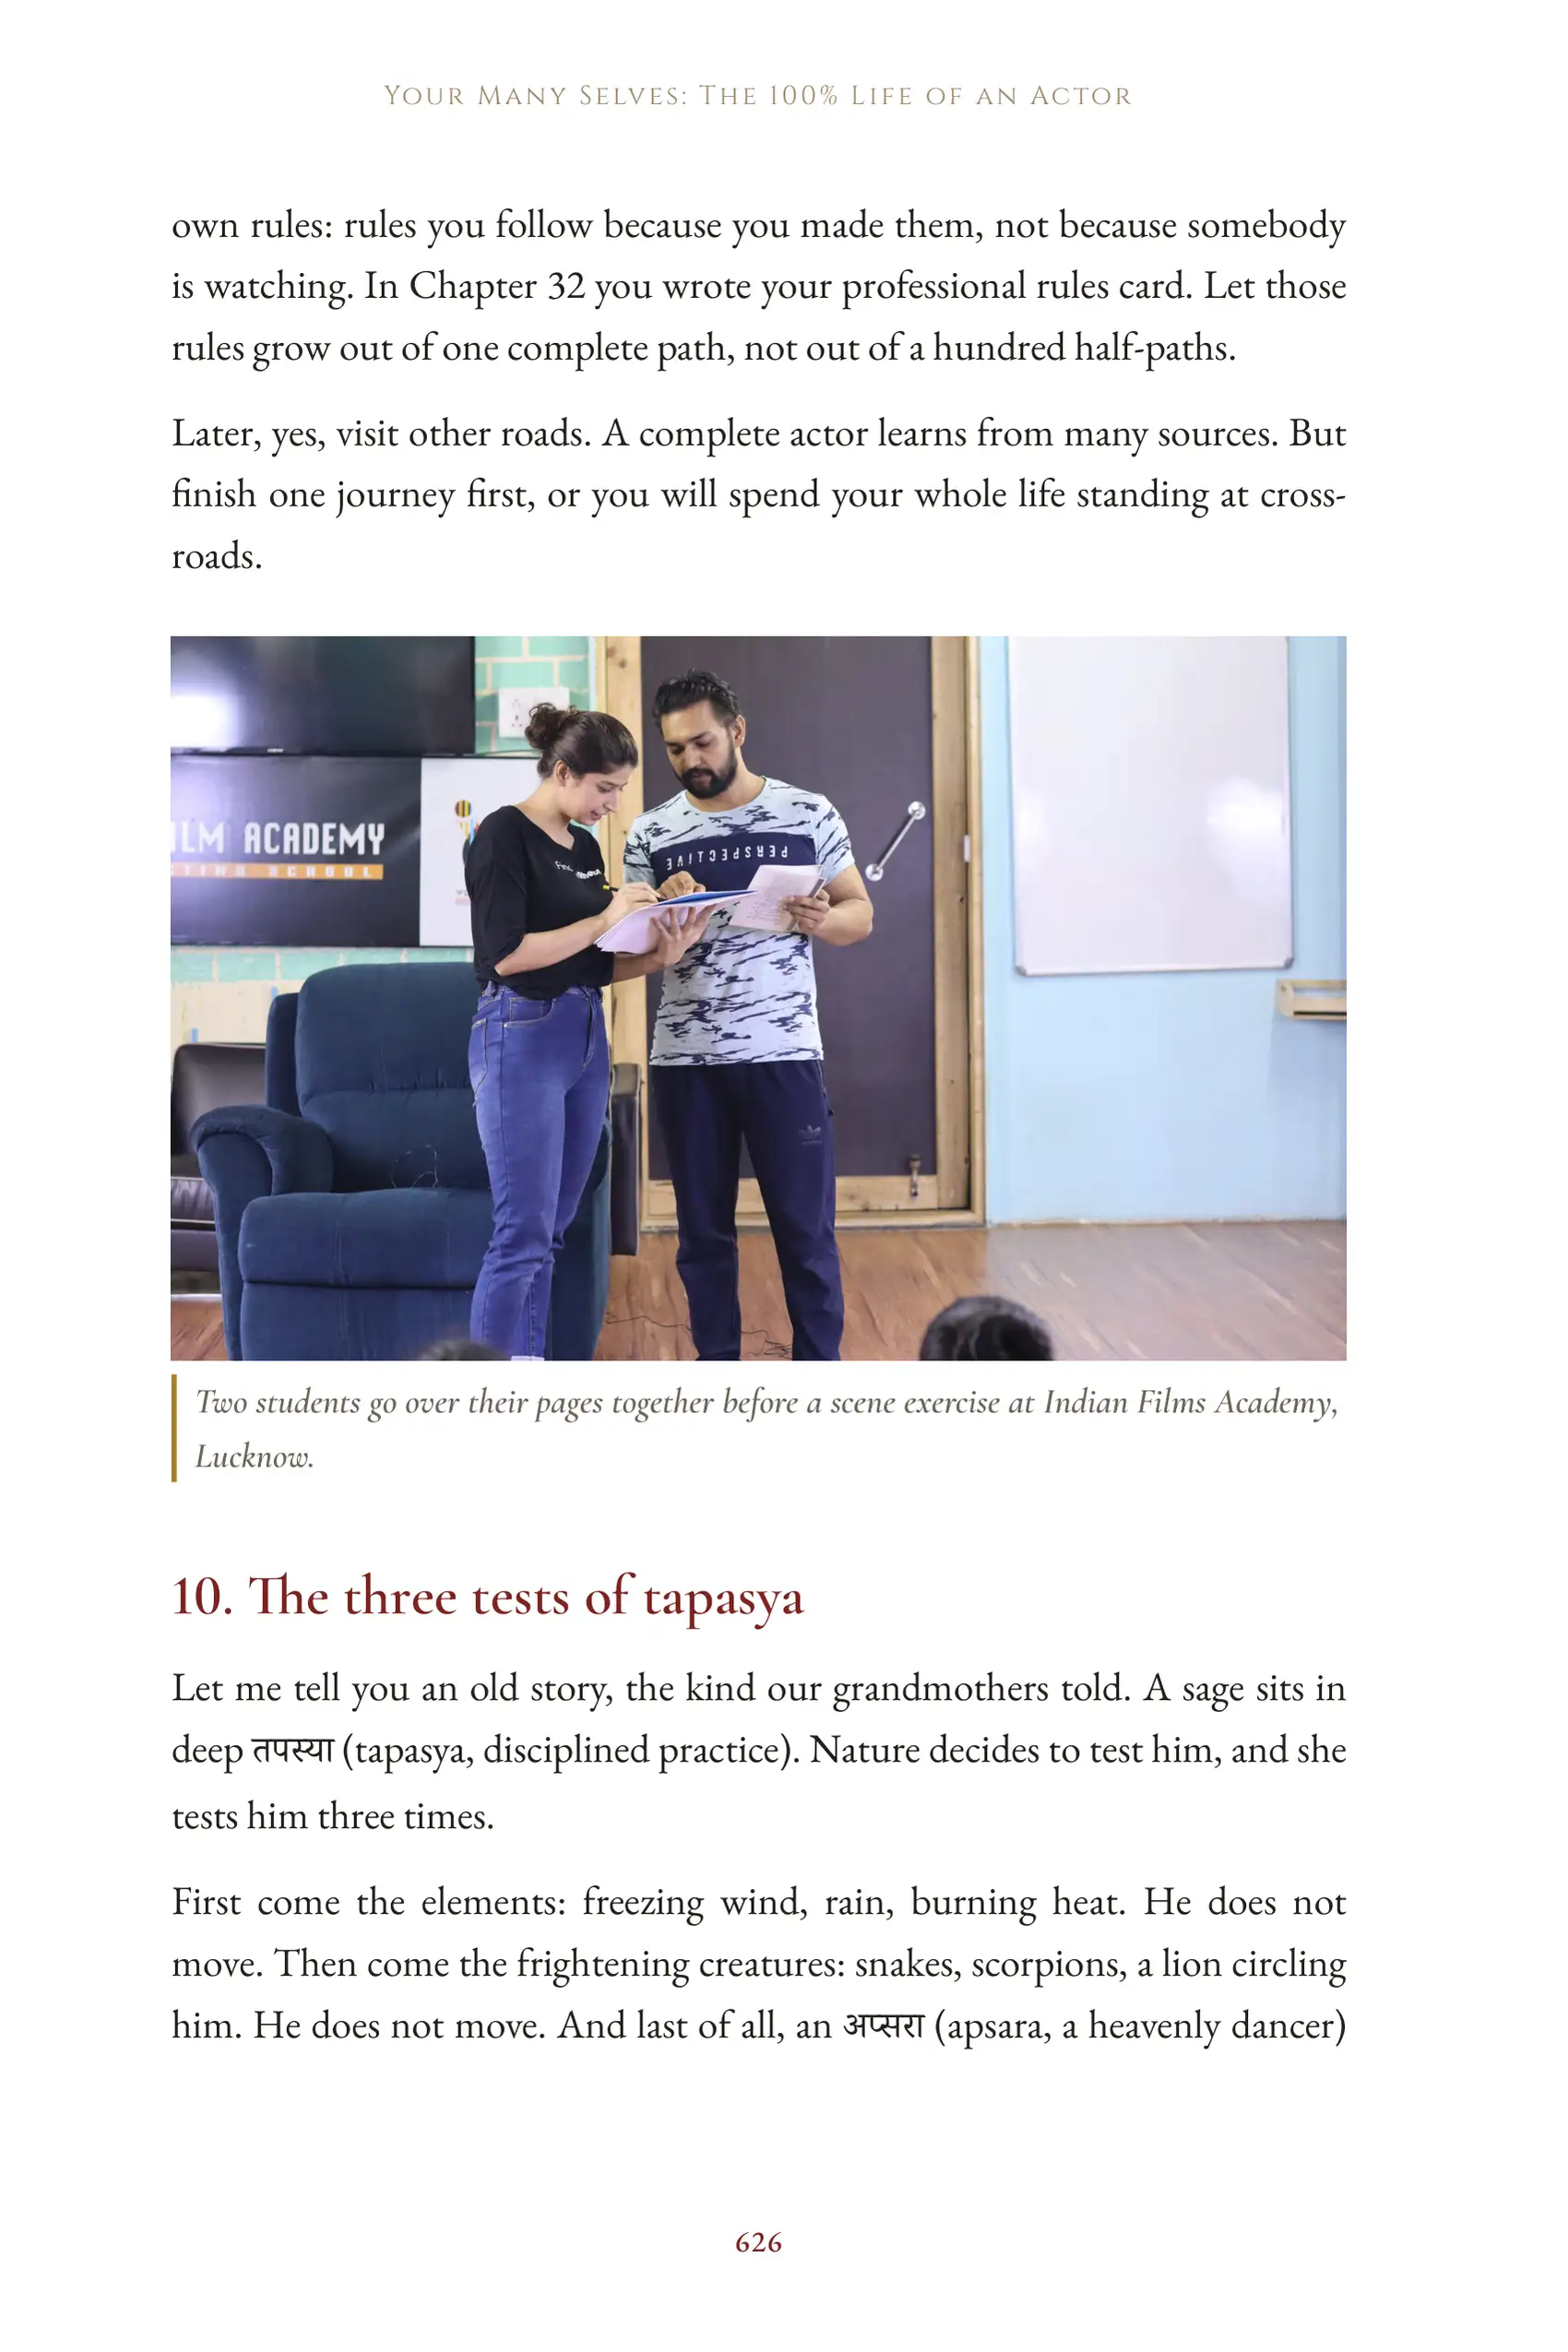 YOUR MANY SELVES: THE 100% LIFE OF AN ACTOR
own rules: rules you follow because you made them, not because somebody
is watching. In Chapter 32 you wrote your professional rules card. Let those
rules grow out of one complete path, not out of a hundred half-paths.
Later, yes, visit other roads. A complete actor learns from many sources. But
finish one journey first, or you will spend your whole life standing at cross-
roads.
ILM ACADEMY
TING SCHOOL
PERSPECTIVE
Two students go over their pages together before a scene exercise at Indian Films Academy,
Lucknow.
10. The three tests of tapasya
Let me tell you an old story, the kind our grandmothers told. A sage sits in
deep तपस्या (tapasya, disciplined practice). Nature decides to test him, and she
tests him three times.
First come the elements: freezing wind, rain, burning heat. He does not
move. Then come the frightening creatures: snakes, scorpions, a lion circling
him. He does not move. And last of all, an अप्सरा (apsara, a heavenly dancer)
626